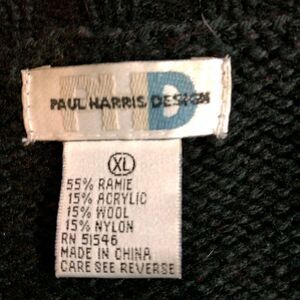 PHD
PAUL HARRIS DESIGN
XL
55% RAMIE
15% ACRYLIC
15% WOOL
15% NYLON
RN 51546
MADE IN CHINA
CARE SEE REVERSE